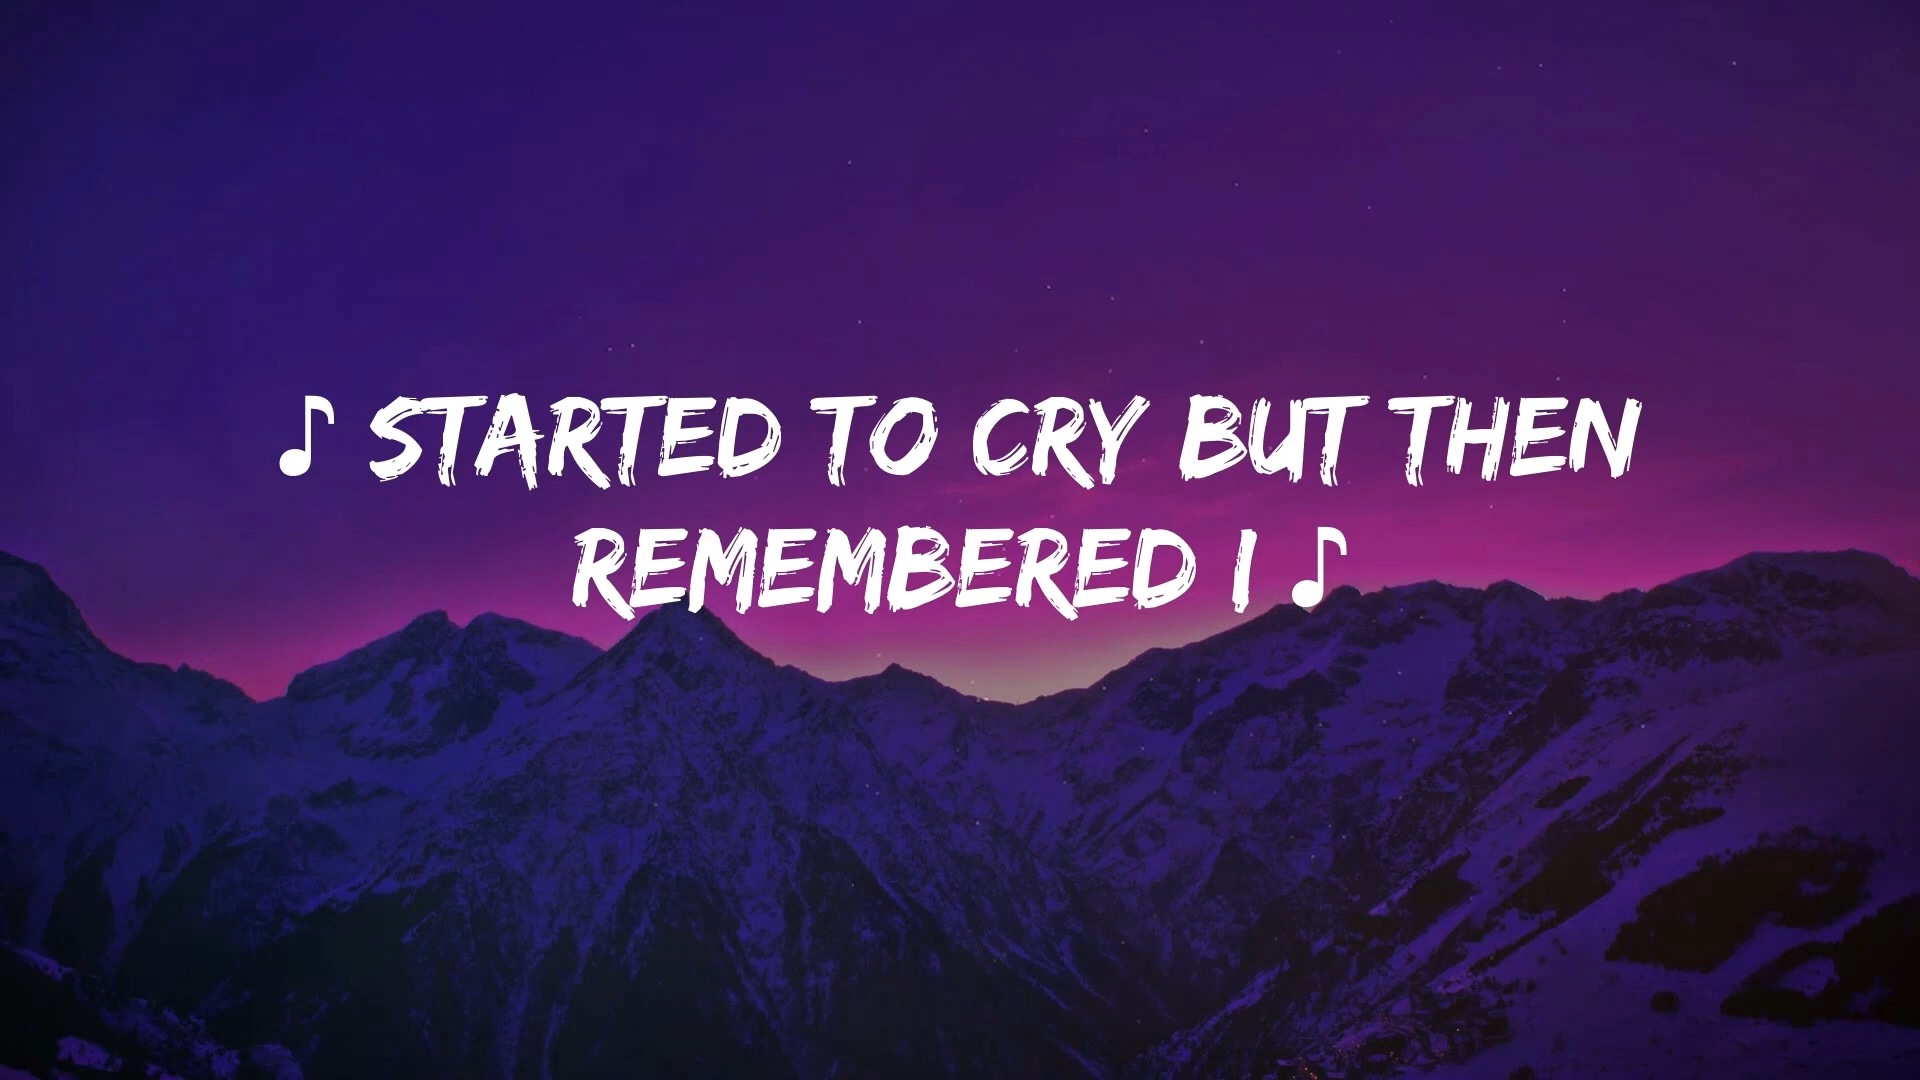 ♪ STARTED TO CRY BUT THEN
REMEMBERED I ♪